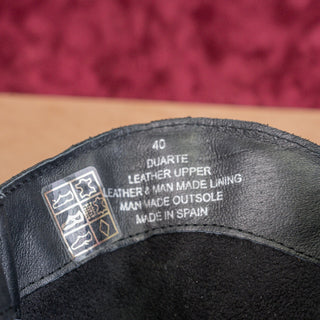 40
DUARTE
LEATHER UPPER
LEATHER & MAN MADE LINING
MAN MADE OUTSOLE
MADE IN SPAIN